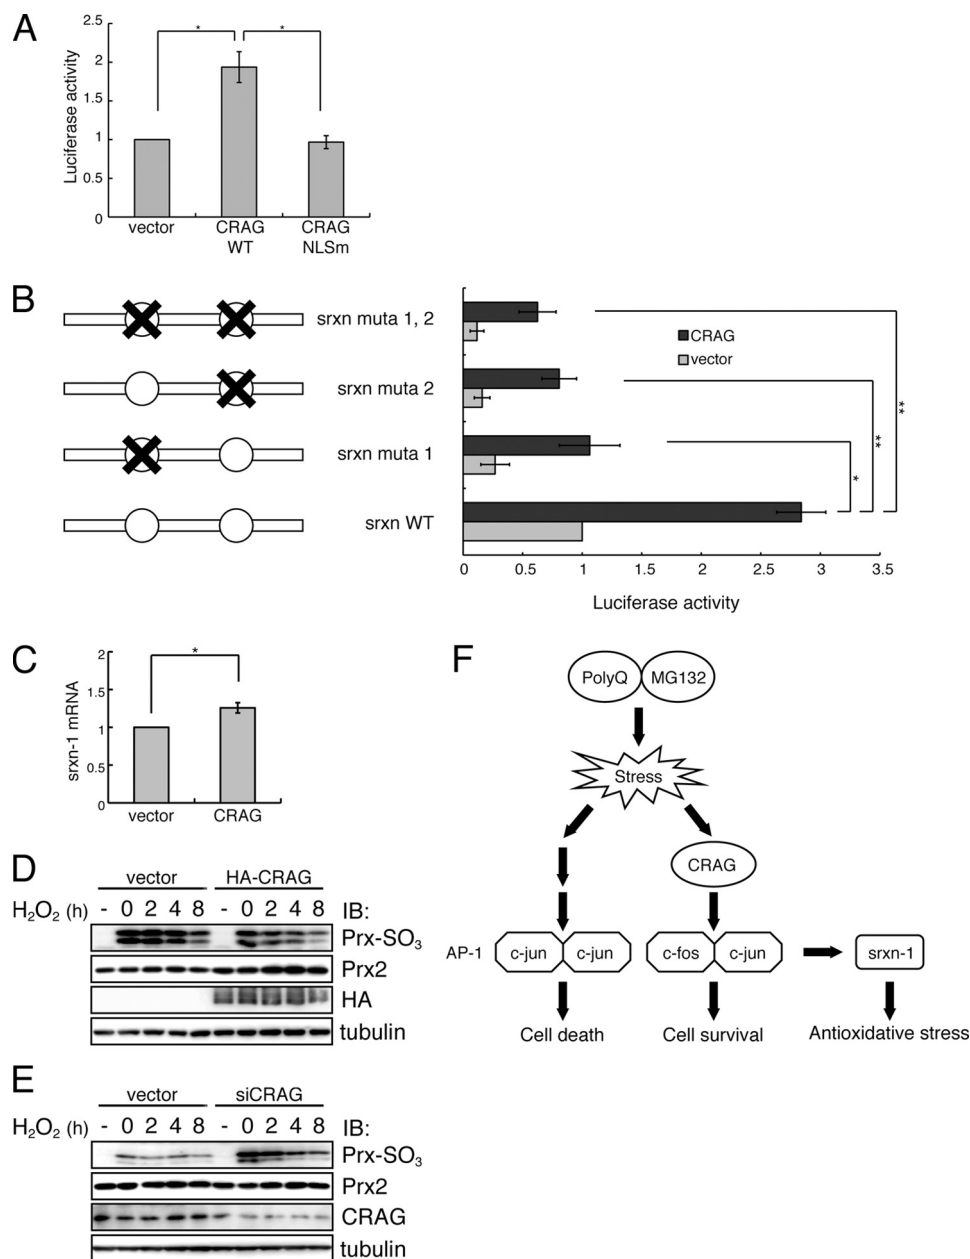 A
2.5
2
1.5
1
0.5
0
Luciferase activity
*
*
vector
CRAG
WT
CRAG
NLSm
B
srxn muta 1, 2
srxn muta 2
srxn muta 1
srxn WT
CRAG
vector
**
**
*
0
0.5
1
1.5
2
2.5
3
3.5
Luciferase activity
C
2
1.5
1
0.5
0
srxn-1 mRNA
*
vector
CRAG
D
vector
HA-CRAG
H₂O₂ (h) - 0 2 4 8 - 0 2 4 8 IB:
Prx-SO₃
Prx2
HA
tubulin
E
vector
siCRAG
H₂O₂ (h) - 0 2 4 8 - 0 2 4 8 IB:
Prx-SO₃
Prx2
CRAG
tubulin
F
PolyQ
MG132
Stress
CRAG
AP-1
c-jun
c-jun
c-fos
c-jun
srxn-1
Cell death
Cell survival
Antioxidative stress